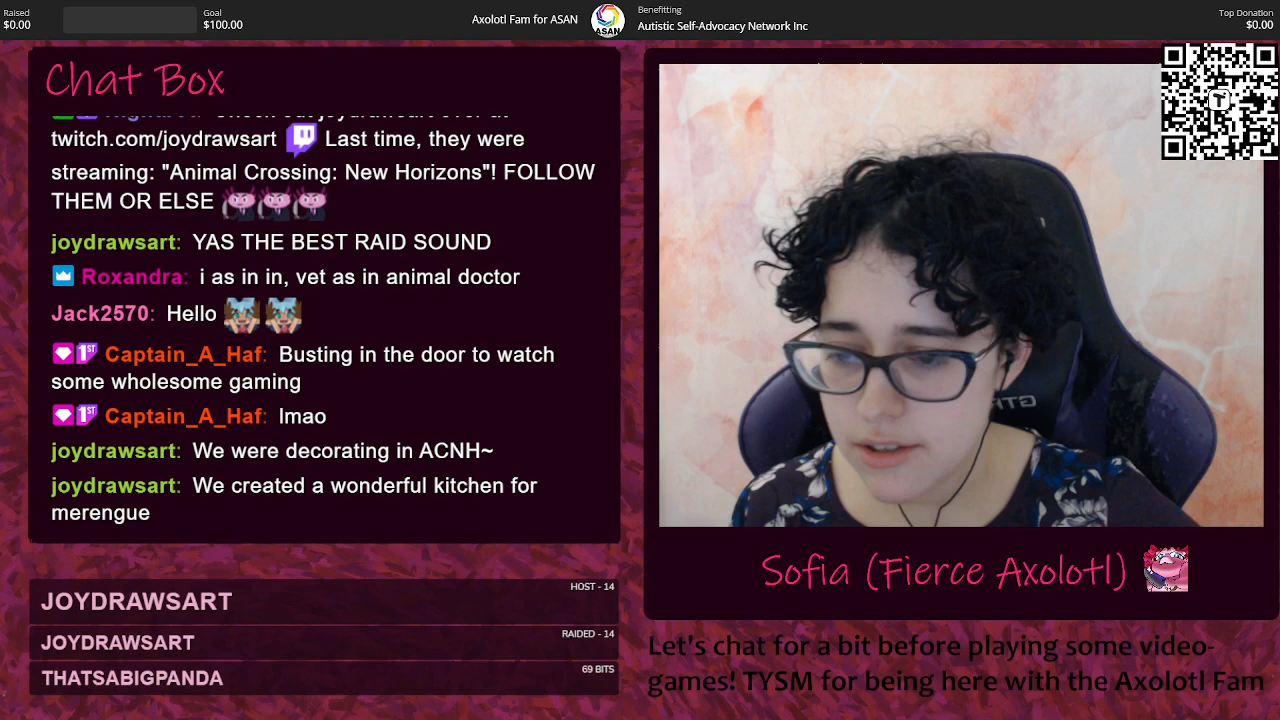 Raised
$0.00
Goal
$100.00
Axolotl Fam for ASAN
ASAN
Benefitting
Autistic Self-Advocacy Network Inc
Top Donation
$0.00
Chat Box
twitch.com/joydrawsart Last time, they were
streaming: "Animal Crossing: New Horizons"! FOLLOW
THEM OR ELSE
joydrawsart: YAS THE BEST RAID SOUND
Roxandra: i as in in, vet as in animal doctor
Jack2570: Hello
1ST Captain_A_Haf: Busting in the door to watch
some wholesome gaming
1ST Captain_A_Haf: lmao
joydrawsart: We were decorating in ACNH~
joydrawsart: We created a wonderful kitchen for
merengue
JOYDRAWSART HOST - 14
JOYDRAWSART RAIDED - 14
THATSABIGPANDA 69 BITS
Sofia (Fierce Axolotl)
Let's chat for a bit before playing some video-
games! TYSM for being here with the Axolotl Fam